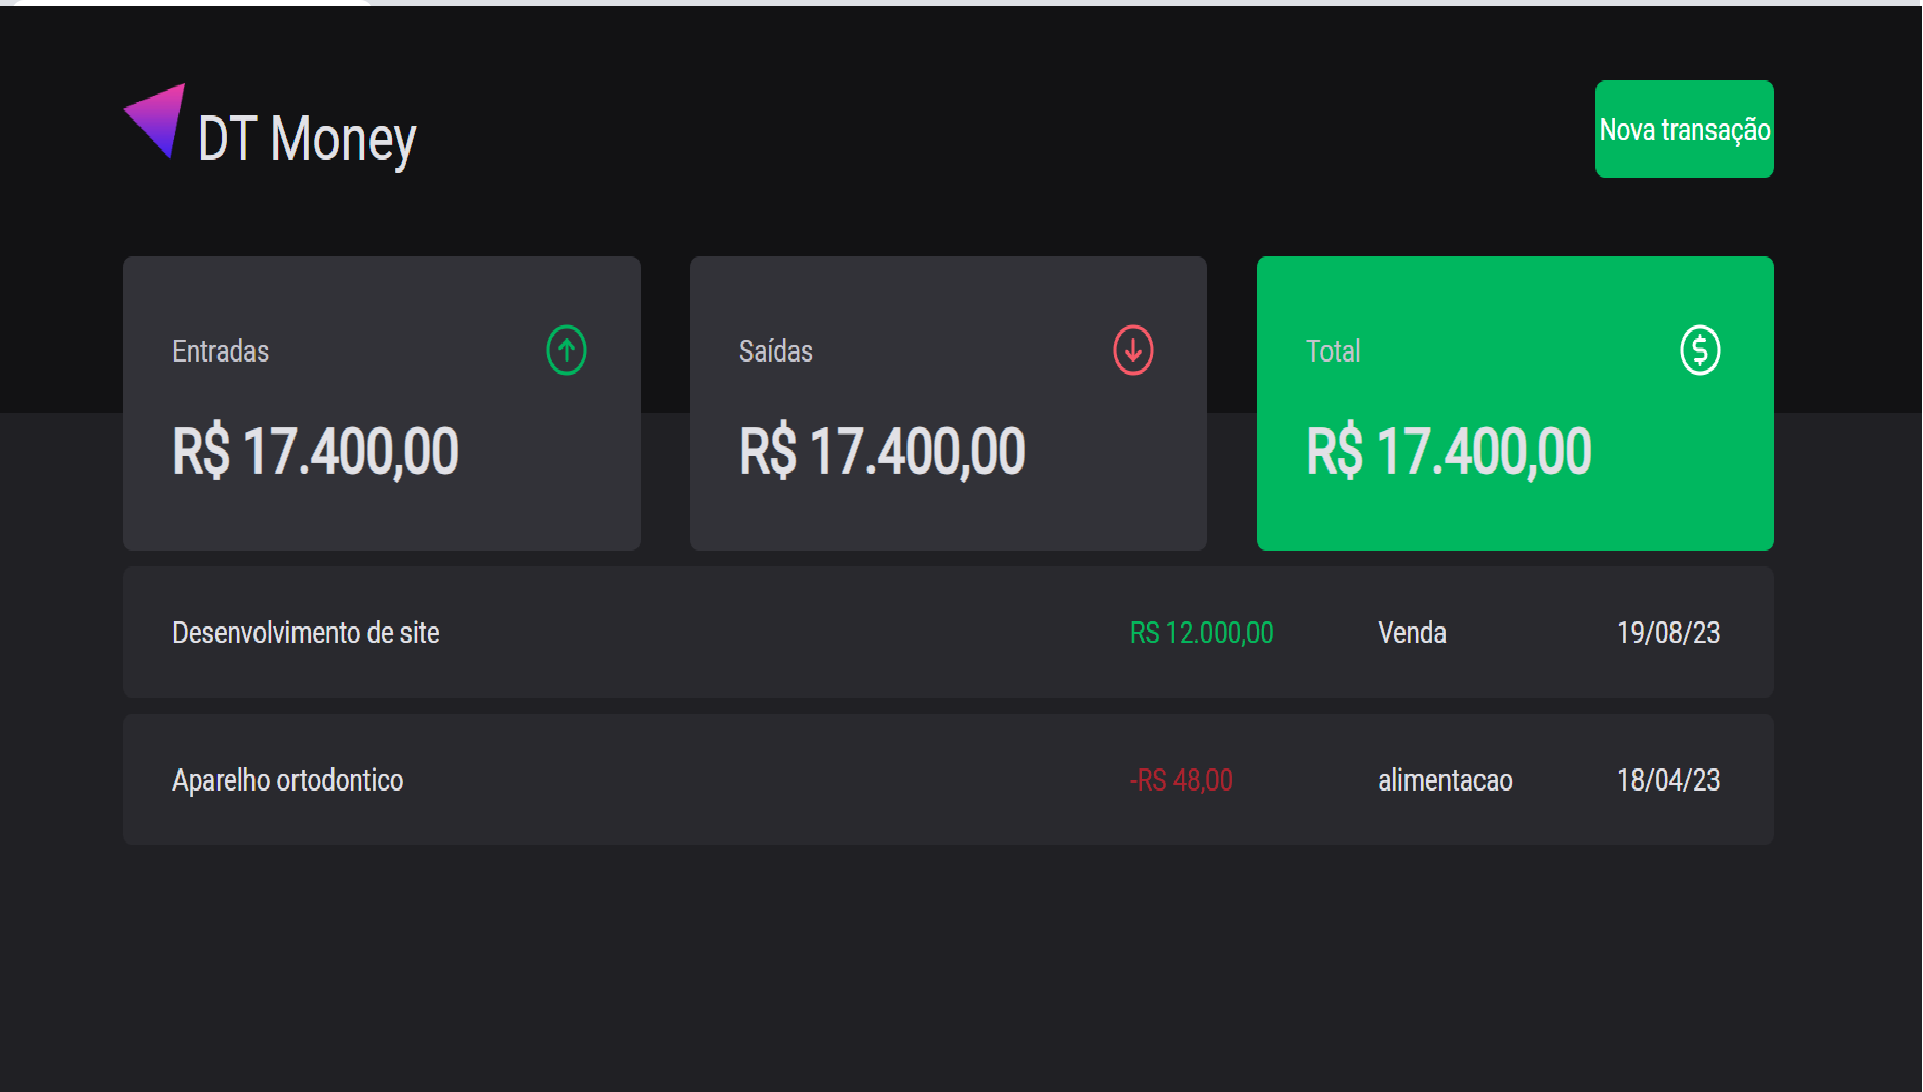 DT Money
Nova transação
Entradas
R$ 17.400,00
Saídas
R$ 17.400,00
Total
R$ 17.400,00
Desenvolvimento de site RS 12.000,00 Venda 19/08/23
Aparelho ortodontico -RS 48,00 alimentacao 18/04/23